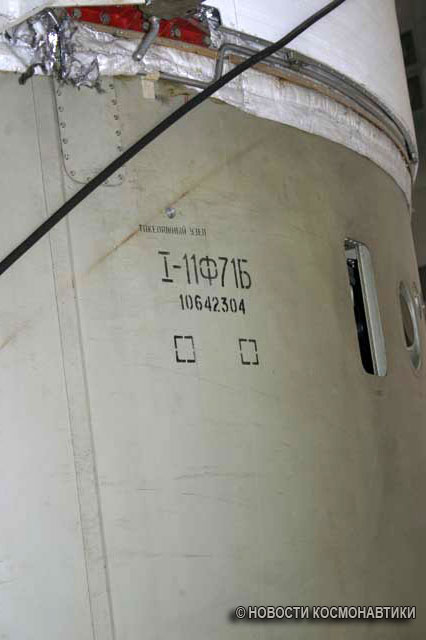 ТАКЕЛАЖНЫЙ УЗЕЛ
I-11Ф71Б
10642304
© НОВОСТИ КОСМОНАВТИКИ